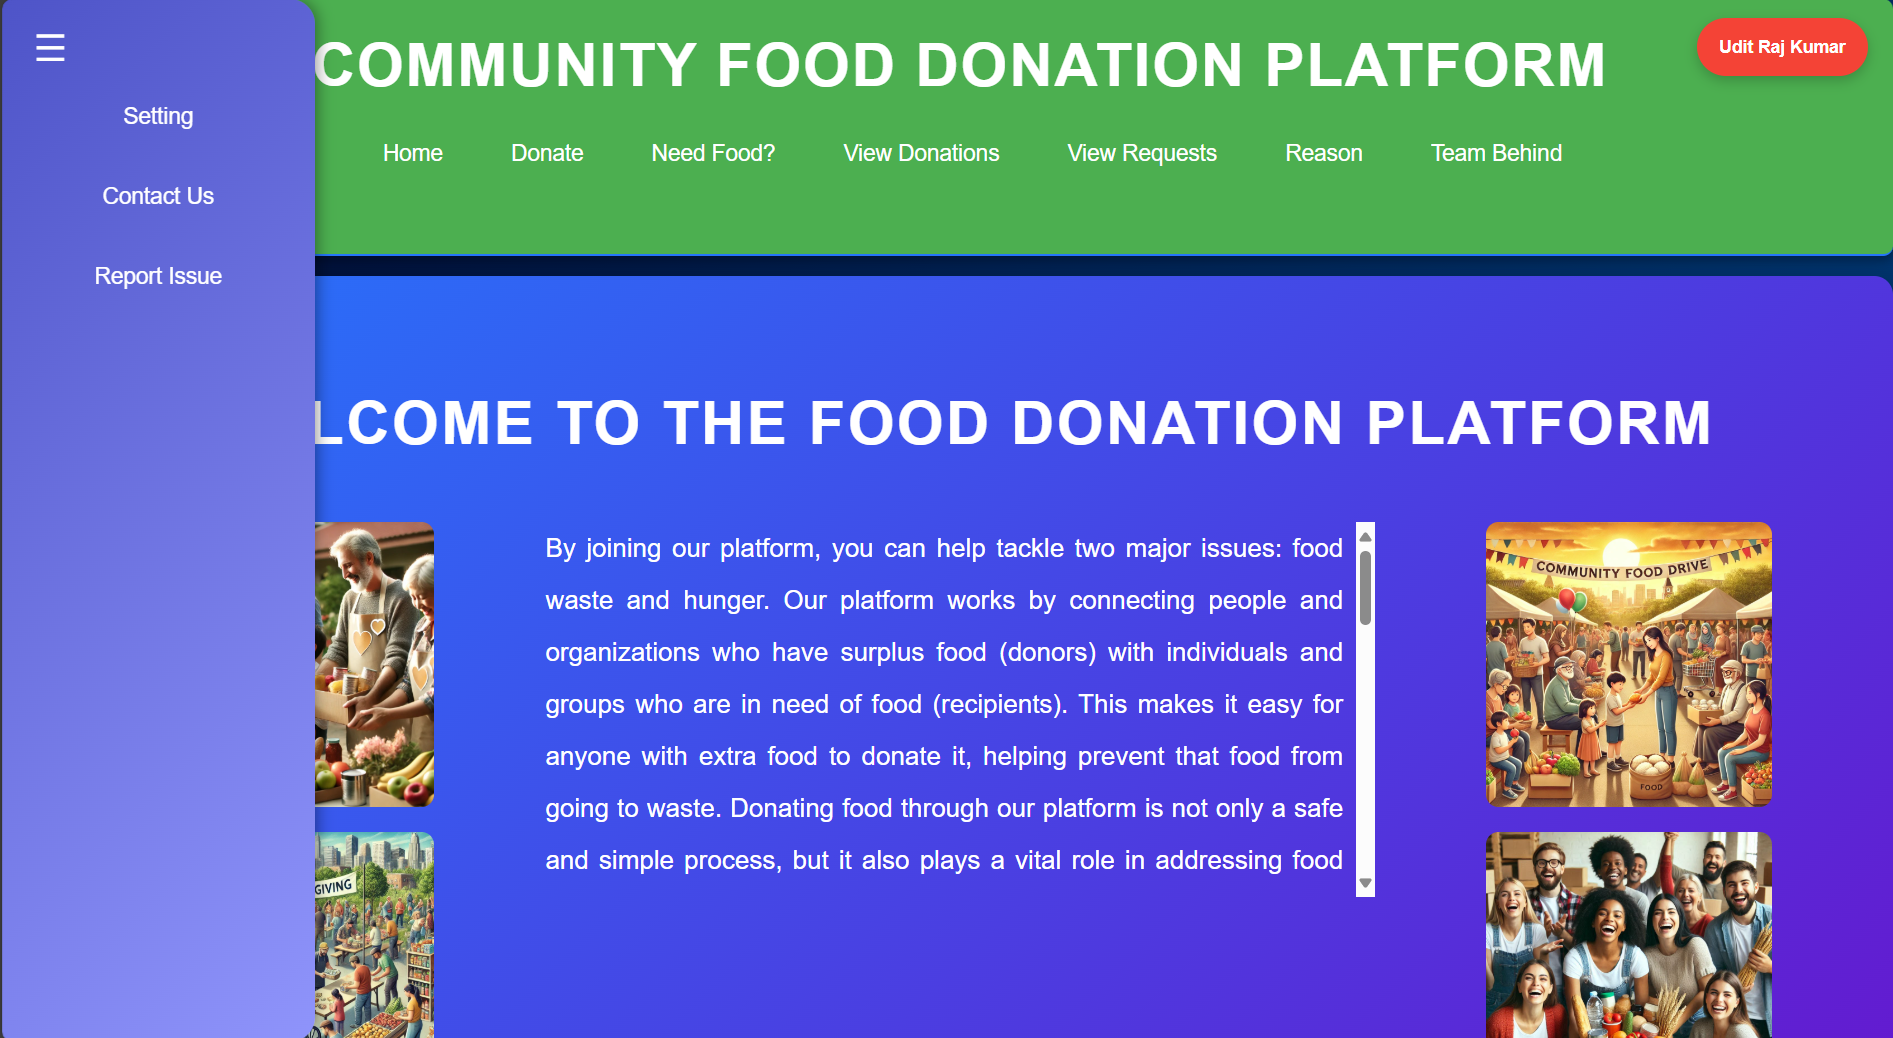 ☰
COMMUNITY FOOD DONATION PLATFORM
Udit Raj Kumar
Setting
Contact Us
Report Issue
Home
Donate
Need Food?
View Donations
View Requests
Reason
Team Behind
LCOME TO THE FOOD DONATION PLATFORM
By joining our platform, you can help tackle two major issues: food
waste and hunger. Our platform works by connecting people and
organizations who have surplus food (donors) with individuals and
groups who are in need of food (recipients). This makes it easy for
anyone with extra food to donate it, helping prevent that food from
going to waste. Donating food through our platform is not only a safe
and simple process, but it also plays a vital role in addressing food
COMMUNITY FOOD DRIVE
FOOD
GIVING